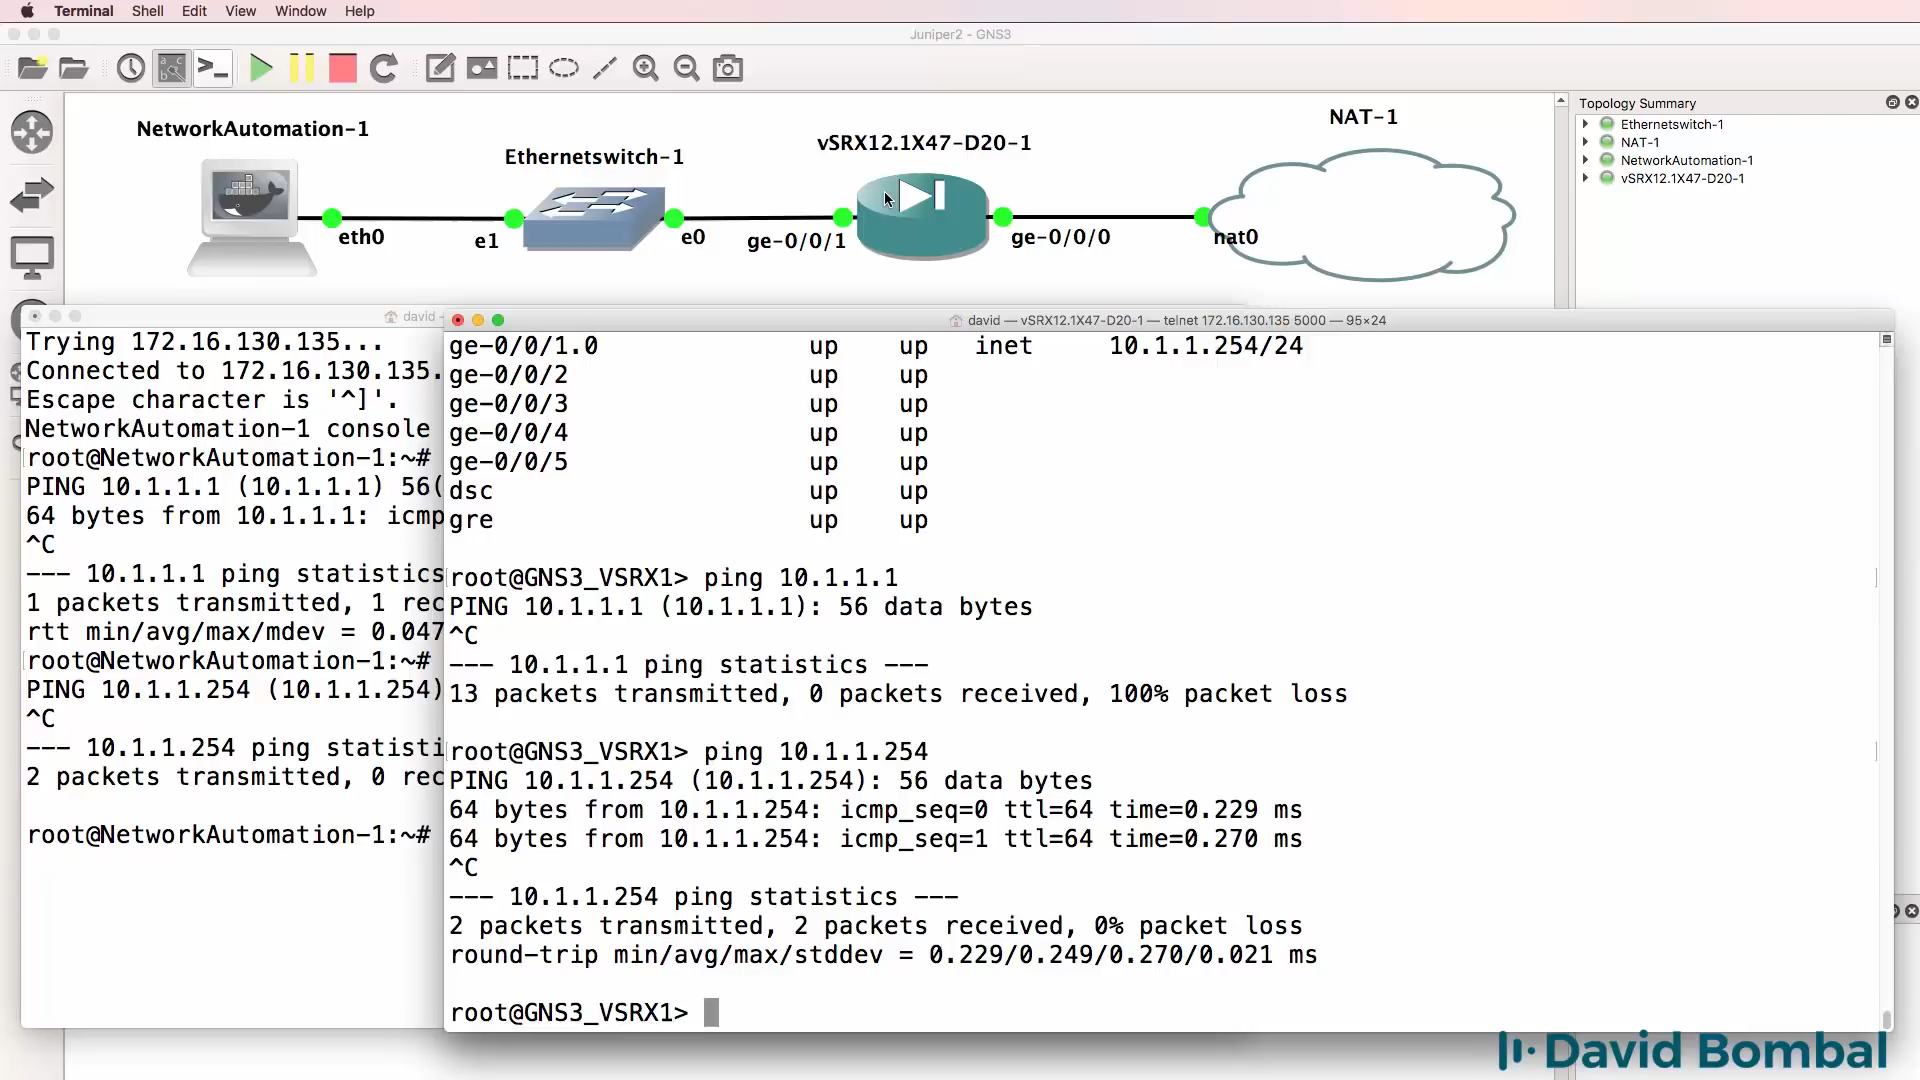 Terminal Shell Edit View Window Help
Juniper2 - GNS3
NAT-1
Topology Summary
NetworkAutomation-1
vSRX12.1X47-D20-1
Ethernetswitch-1
Ethernetswitch-1
NAT-1
NetworkAutomation-1
vSRX12.1X47-D20-1
eth0
e1
e0
ge-0/0/1
ge-0/0/0
nat0
david —
Trying 172.16.130.135...
Connected to 172.16.130.135.
Escape character is '^]'.
NetworkAutomation-1 console
root@NetworkAutomation-1:~#
PING 10.1.1.1 (10.1.1.1) 56(
64 bytes from 10.1.1.1: icmp
^C
--- 10.1.1.1 ping statistics
1 packets transmitted, 1 rec
rtt min/avg/max/mdev = 0.047
root@NetworkAutomation-1:~#
PING 10.1.1.254 (10.1.1.254)
^C
--- 10.1.1.254 ping statisti
2 packets transmitted, 0 rec
root@NetworkAutomation-1:~#
david — vSRX12.1X47-D20-1 — telnet 172.16.130.135 5000 — 95×24
ge-0/0/1.0 up up inet 10.1.1.254/24
ge-0/0/2 up up
ge-0/0/3 up up
ge-0/0/4 up up
ge-0/0/5 up up
dsc up up
gre up up
root@GNS3_VSRX1> ping 10.1.1.1
PING 10.1.1.1 (10.1.1.1): 56 data bytes
^C
--- 10.1.1.1 ping statistics ---
13 packets transmitted, 0 packets received, 100% packet loss
root@GNS3_VSRX1> ping 10.1.1.254
PING 10.1.1.254 (10.1.1.254): 56 data bytes
64 bytes from 10.1.1.254: icmp_seq=0 ttl=64 time=0.229 ms
64 bytes from 10.1.1.254: icmp_seq=1 ttl=64 time=0.270 ms
^C
--- 10.1.1.254 ping statistics ---
2 packets transmitted, 2 packets received, 0% packet loss
round-trip min/avg/max/stddev = 0.229/0.249/0.270/0.021 ms
root@GNS3_VSRX1>
David Bombal